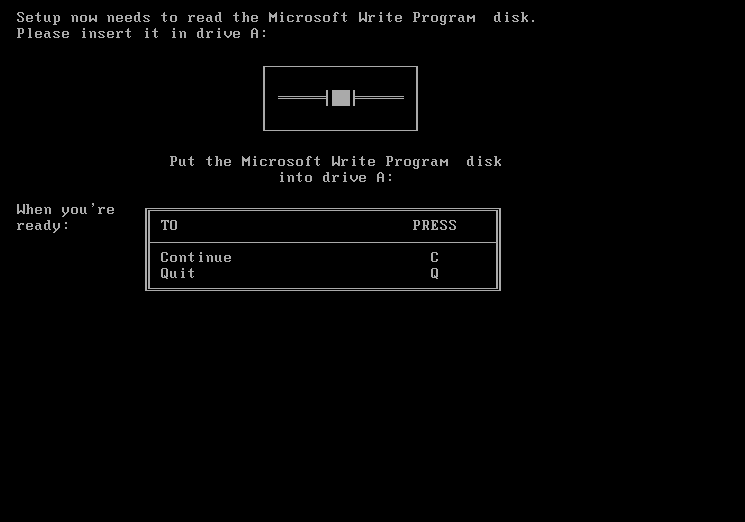 Setup now needs to read the Microsoft Write Program  disk.
Please insert it in drive A:
Put the Microsoft Write Program  disk
into drive A:
When you're
ready:
TO PRESS
Continue C
Quit Q